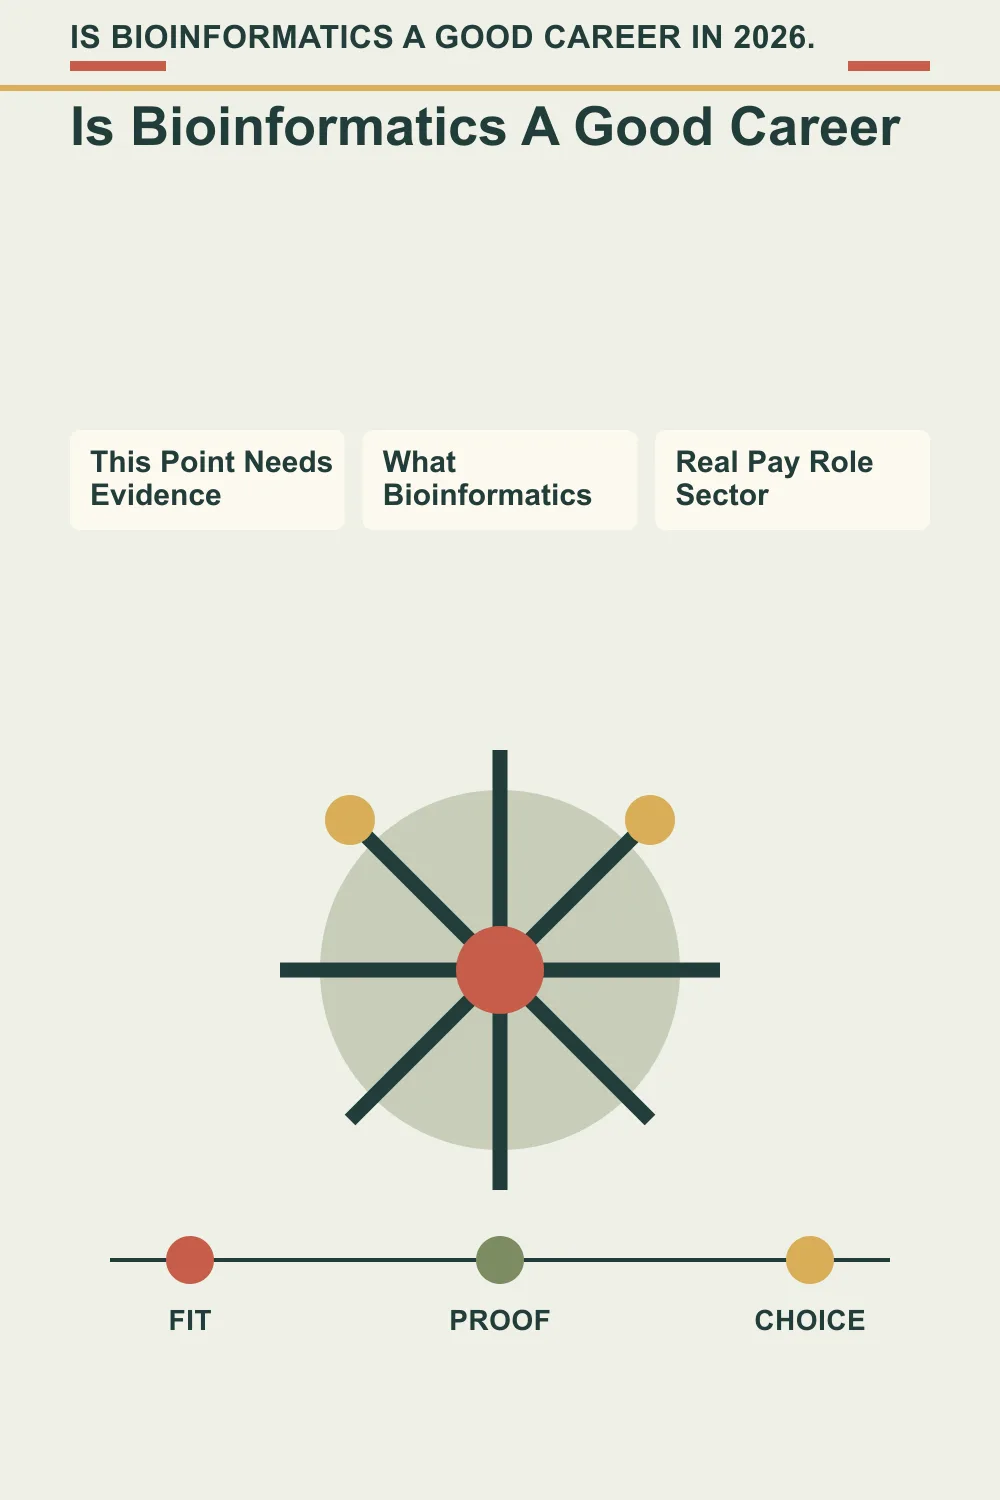 IS BIOINFORMATICS A GOOD CAREER IN 2026.
Is Bioinformatics A Good Career
This Point Needs
Evidence
What
Bioinformatics
Real Pay Role
Sector
FIT
PROOF
CHOICE